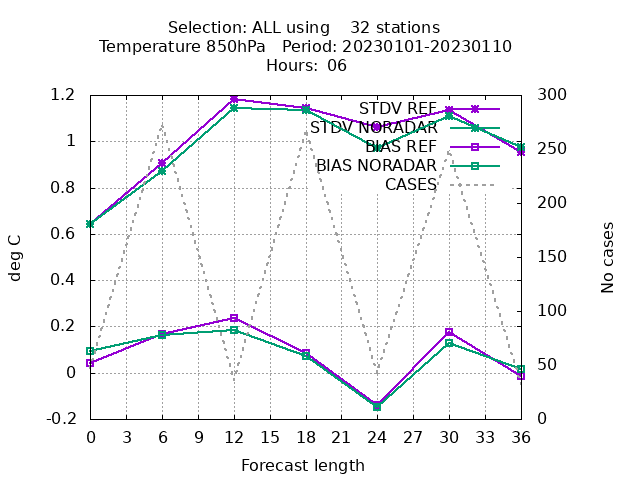 Selection: ALL using    32 stations
Temperature 850hPa   Period: 20230101-20230110
Hours:  06
1.2
1
0.8
0.6
0.4
0.2
0
-0.2
deg C
300
250
200
150
100
50
0
No cases
STDV REF
STDV NORADAR
BIAS REF
BIAS NORADAR
CASES
0 3 6 9 12 15 18 21 24 27 30 33 36
Forecast length